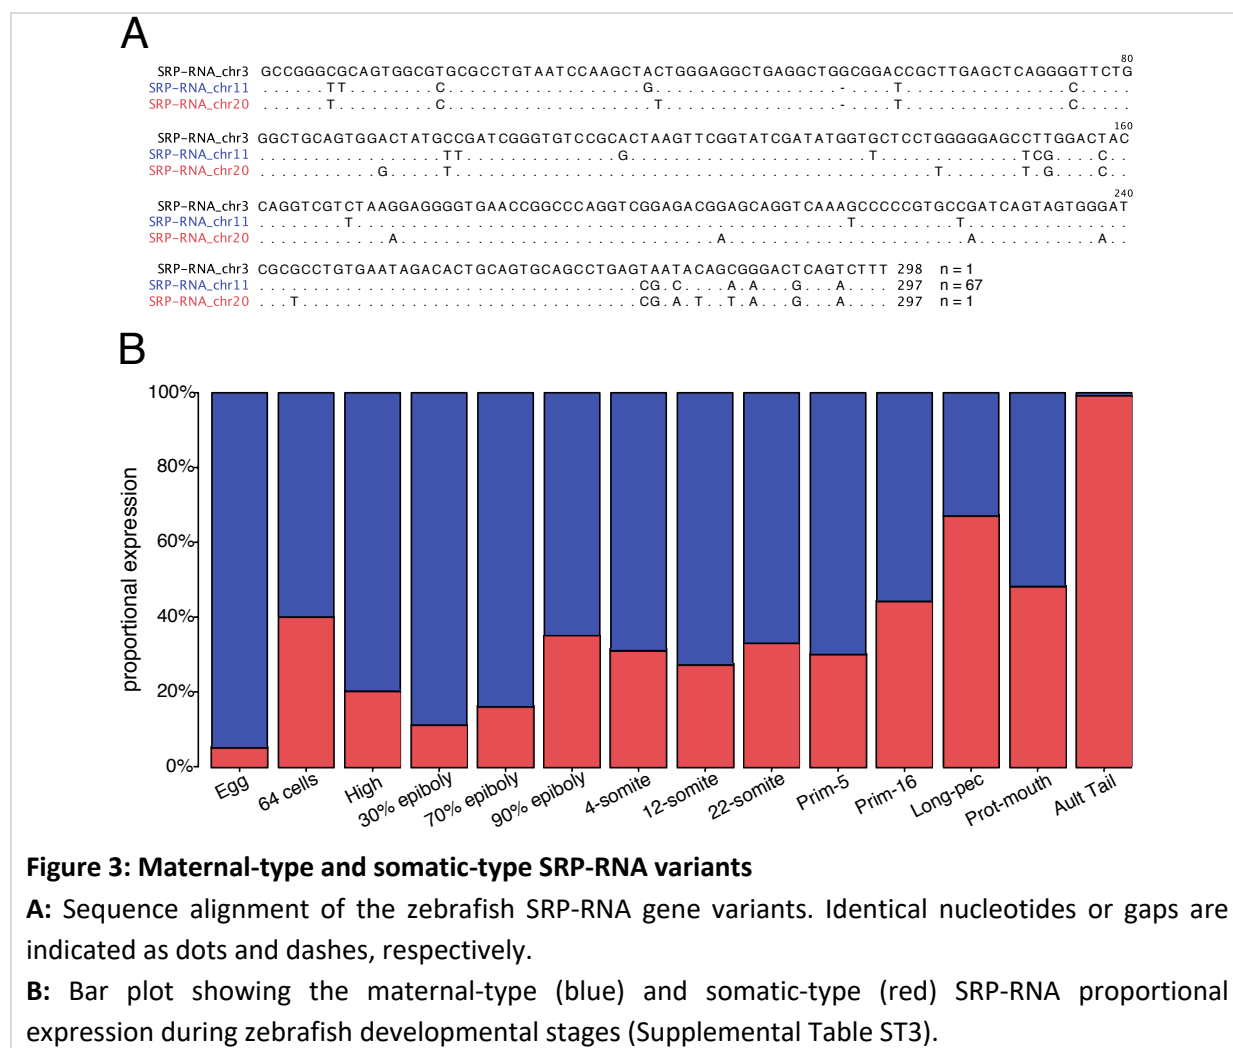 A
SRP-RNA_chr3 GCCGGGCGCAGTGGCGTGCGCCTGTAATCCAAGCTACTGGGAGGCTGAGGCTGGCGGACCGCTTGAGCTCAGGGGTTCTG 80
SRP-RNA_chr11 ......TT........C..................G.................-....T...............C.....
SRP-RNA_chr20 ......T.........C...................T................-....T...............C.....
SRP-RNA_chr3 GGCTGCAGTGGACTATGCCGATCGGGTGTCCGCACTAAGTTCGGTATCGATATGGTGCTCCTGGGGGAGCCTTGGACTAC 160
SRP-RNA_chr11 .................TT..............G......................T.............TCG....C..
SRP-RNA_chr20 ...........G.....T............................................T.......T.G....C..
SRP-RNA_chr3 CAGGTCGTCTAAGGAGGGGTGAACCGGCCCAGGTCGGAGACGGAGCAGGTCAAAGCCCCCGTGCCGATCAGTAGTGGGAT 240
SRP-RNA_chr11 ........T.............................................T.........T...............
SRP-RNA_chr20 ............A.............................A......................A...........A..
SRP-RNA_chr3 CGCGCCTGTGAATAGACACTGCAGTGCAGCCTGAGTAATACAGCGGGACTCAGTCTTT 298 n = 1
SRP-RNA_chr11 ...................................CG.C....A.A...G...A.... 297 n = 67
SRP-RNA_chr20 ...T...............................CG.A.T..T.A...G...A.... 297 n = 1
B
proportional expression
100%
80%
60%
40%
20%
0%
Egg
64 cells
High
30% epiboly
70% epiboly
90% epiboly
4-somite
12-somite
22-somite
Prim-5
Prim-16
Long-pec
Prot-mouth
Ault Tail
Figure 3: Maternal-type and somatic-type SRP-RNA variants
A: Sequence alignment of the zebrafish SRP-RNA gene variants. Identical nucleotides or gaps are
indicated as dots and dashes, respectively.
B: Bar plot showing the maternal-type (blue) and somatic-type (red) SRP-RNA proportional
expression during zebrafish developmental stages (Supplemental Table ST3).